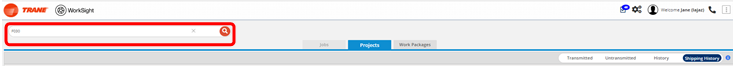 TRANE WorkSight Welcome Jane (lajaz)
Jobs Projects Work Packages
Transmitted Untransmitted History Shipping History